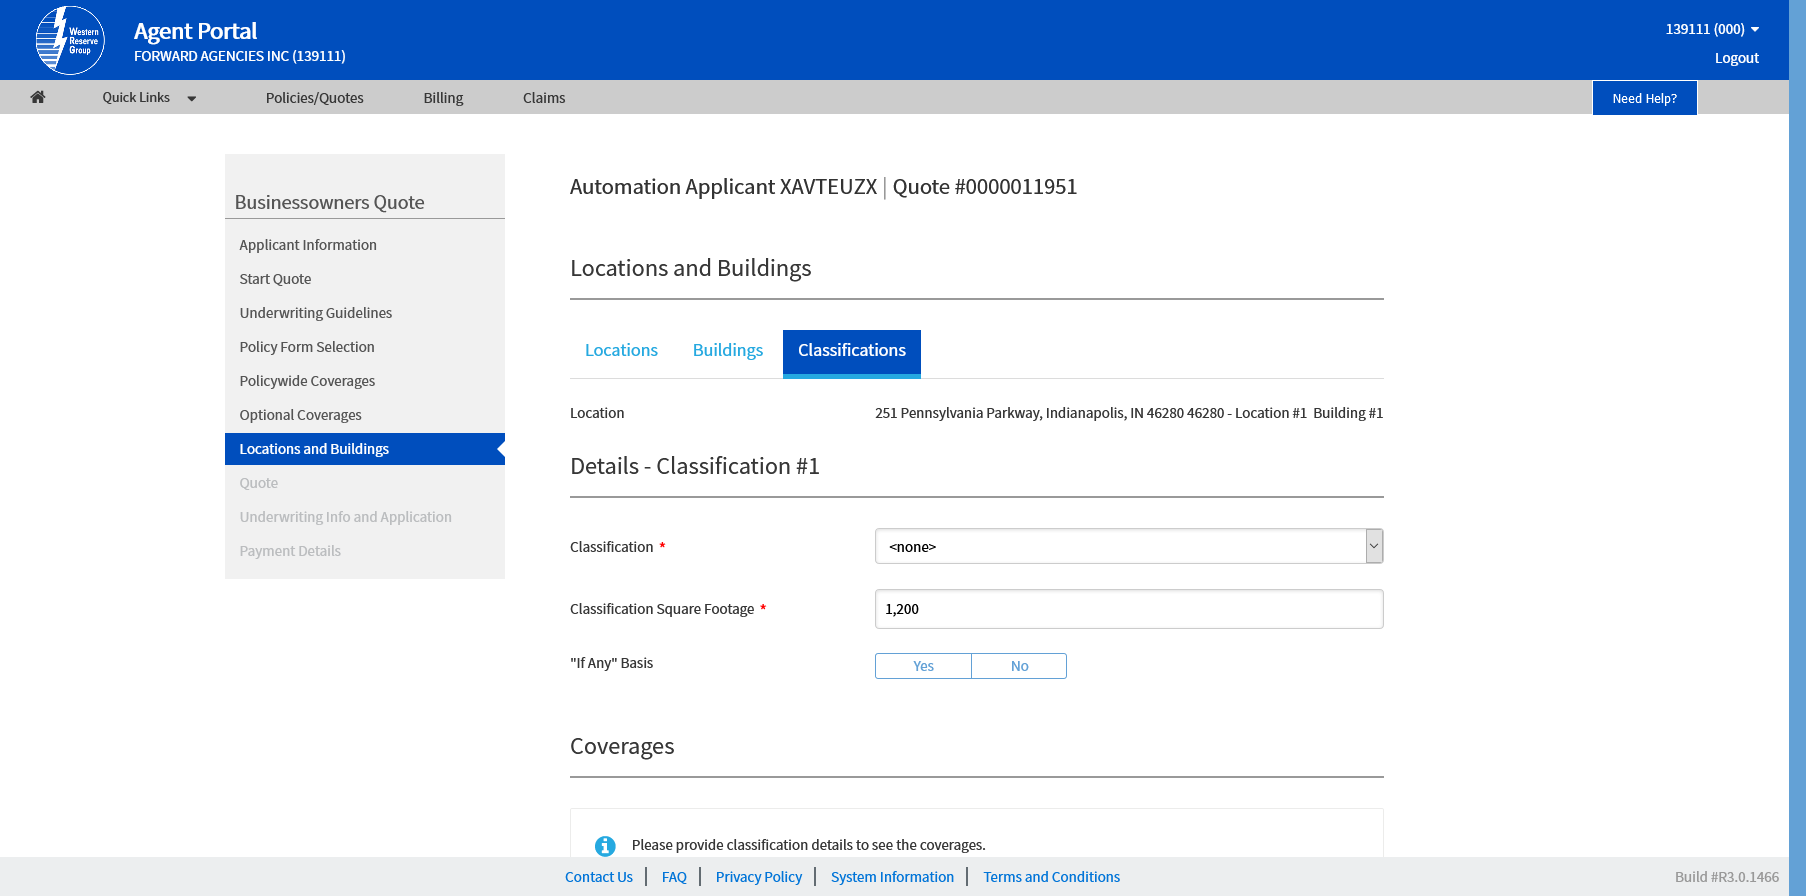 Western
Reserve
Group
Agent Portal
FORWARD AGENCIES INC (139111)
139111 (000)
Logout
Quick Links
Policies/Quotes
Billing
Claims
Need Help?
Businessowners Quote
Applicant Information
Start Quote
Underwriting Guidelines
Policy Form Selection
Policywide Coverages
Optional Coverages
Locations and Buildings
Quote
Underwriting Info and Application
Payment Details
Automation Applicant XAVTEUZX | Quote #0000011951
Locations and Buildings
Locations
Buildings
Classifications
Location
251 Pennsylvania Parkway, Indianapolis, IN 46280 46280 - Location #1 Building #1
Details - Classification #1
Classification *
<none>
Classification Square Footage *
1,200
"If Any" Basis
Yes
No
Coverages
Please provide classification details to see the coverages.
Contact Us | FAQ | Privacy Policy | System Information | Terms and Conditions
Build #R3.0.1466